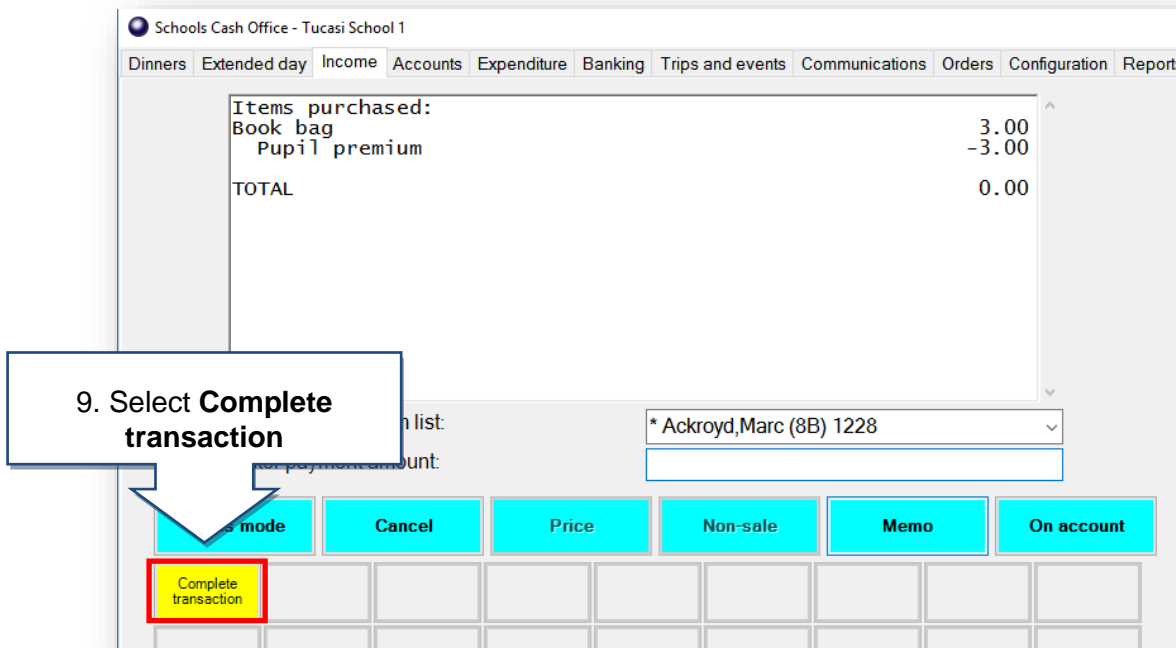 Schools Cash Office - Tucasi School 1
Dinners Extended day Income Accounts Expenditure Banking Trips and events Communications Orders Configuration Report
Items purchased:
Book bag 3.00
Pupil premium -3.00
TOTAL 0.00
9. Select Complete
transaction
list:
* Ackroyd,Marc (8B) 1228
payment amount:
mode Cancel Price Non-sale Memo On account
Complete
transaction